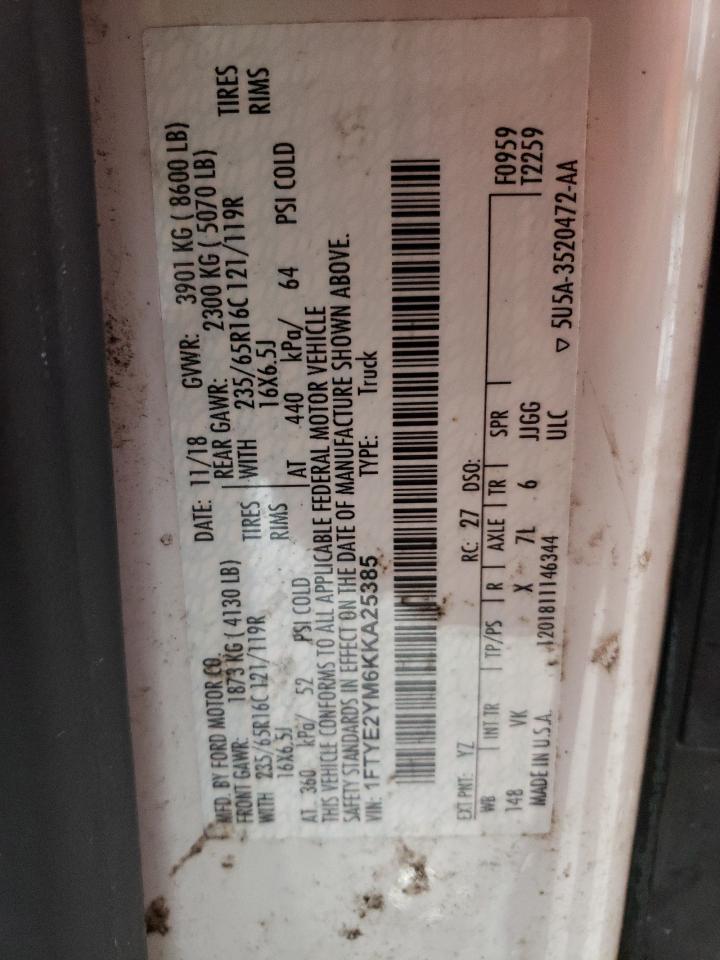 MFD. BY FORD MOTOR CO. DATE: 11/18 GVWR: 3901 KG ( 8600 LB)
FRONT GAWR: 1873 KG ( 4130 LB) REAR GAWR: 2300 KG ( 5070 LB)
WITH 235/65R16C 121/119R TIRES WITH 235/65R16C 121/119R TIRES
16X6.5J RIMS 16X6.5J RIMS
AT 360 kPa/ 52 PSI COLD AT 440 kPa/ 64 PSI COLD
THIS VEHICLE CONFORMS TO ALL APPLICABLE FEDERAL MOTOR VEHICLE
SAFETY STANDARDS IN EFFECT ON THE DATE OF MANUFACTURE SHOWN ABOVE.
VIN: 1FTYE2YM6KKA25385 TYPE: Truck
EXT PNT: YZ RC: 27 DSO:
WB INT TR TP/PS R AXLE TR SPR F0959
148 VK X 7L 6 JJGG T2259
MADE IN U.S.A. 120181146344 ULC
5U5A-3520472-AA